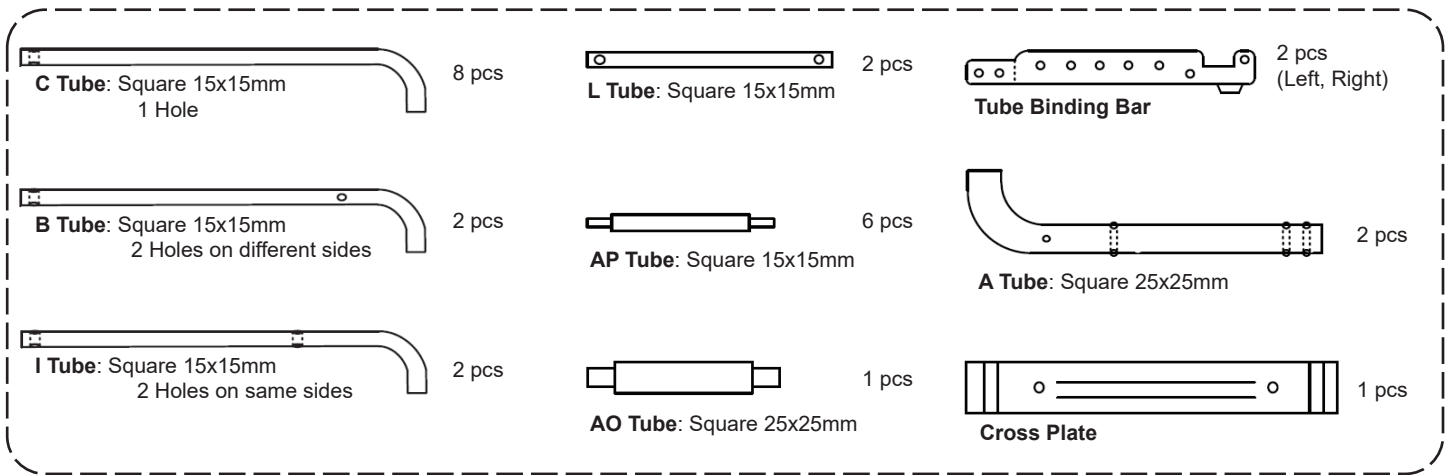 C Tube: Square 15x15mm
1 Hole
8 pcs
B Tube: Square 15x15mm
2 Holes on different sides
2 pcs
I Tube: Square 15x15mm
2 Holes on same sides
2 pcs
L Tube: Square 15x15mm
2 pcs
AP Tube: Square 15x15mm
6 pcs
AO Tube: Square 25x25mm
1 pcs
Tube Binding Bar
2 pcs
(Left, Right)
A Tube: Square 25x25mm
2 pcs
Cross Plate
1 pcs